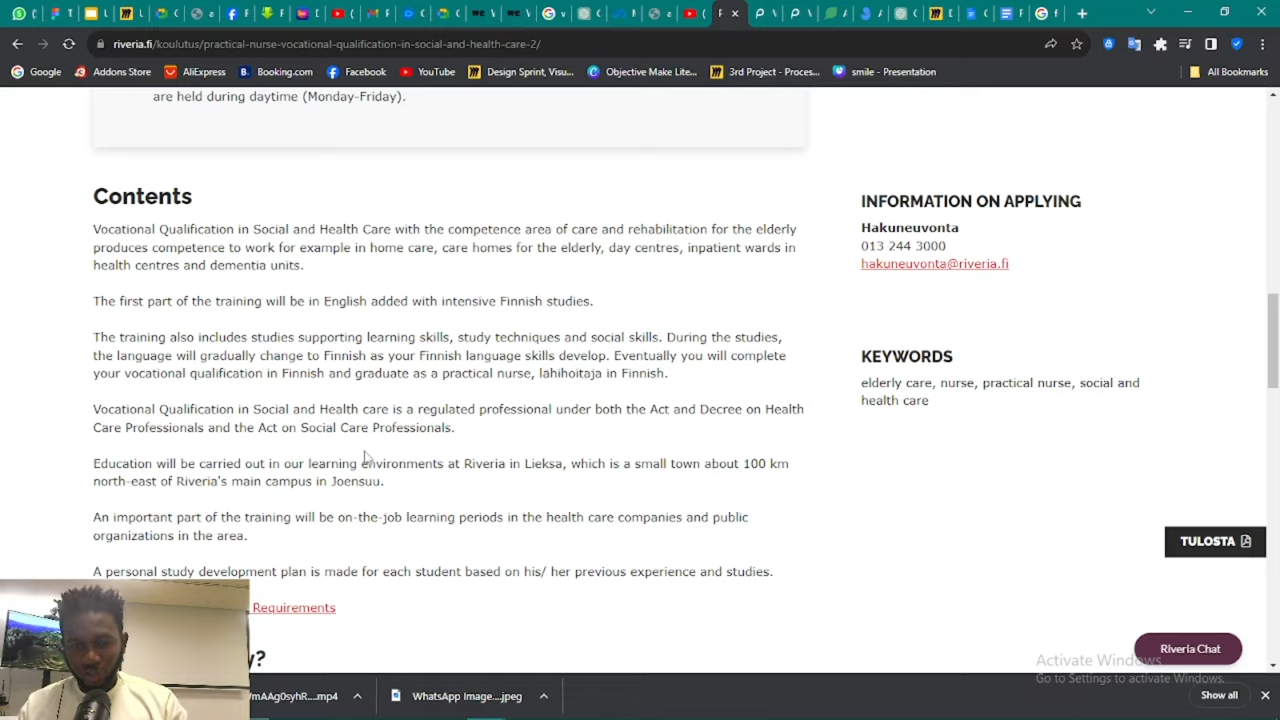 riveria.fi/koulutus/practical-nurse-vocational-qualification-in-social-and-health-care-2/
Google
Addons Store
AliExpress
Booking.com
Facebook
YouTube
Design Sprint, Visu...
Objective Make Lite...
3rd Project - Proces...
smile - Presentation
All Bookmarks
are held during daytime (Monday-Friday).
Contents
Vocational Qualification in Social and Health Care with the competence area of care and rehabilitation for the elderly
produces competence to work for example in home care, care homes for the elderly, day centres, inpatient wards in
health centres and dementia units.
The first part of the training will be in English added with intensive Finnish studies.
The training also includes studies supporting learning skills, study techniques and social skills. During the studies,
the language will gradually change to Finnish as your Finnish language skills develop. Eventually you will complete
your vocational qualification in Finnish and graduate as a practical nurse, lahihoitaja in Finnish.
Vocational Qualification in Social and Health care is a regulated professional under both the Act and Decree on Health
Care Professionals and the Act on Social Care Professionals.
Education will be carried out in our learning environments at Riveria in Lieksa, which is a small town about 100 km
north-east of Riveria's main campus in Joensuu.
An important part of the training will be on-the-job learning periods in the health care companies and public
organizations in the area.
A personal study development plan is made for each student based on his/ her previous experience and studies.
Requirements
y?
INFORMATION ON APPLYING
Hakuneuvonta
013 244 3000
hakuneuvonta@riveria.fi
KEYWORDS
elderly care, nurse, practical nurse, social and
health care
TULOSTA
Riveria Chat
Activate Windows
Go to Settings to activate Windows.
mAAg0syhR....mp4
WhatsApp Image....jpeg
Show all